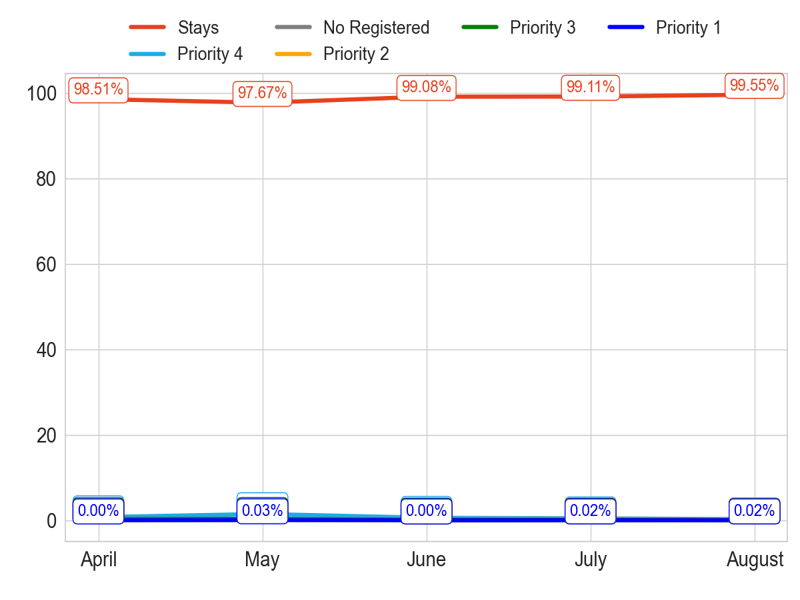 Stays No Registered Priority 3 Priority 1
Priority 4 Priority 2
100
98.51% 97.67% 99.08% 99.11% 99.55%
80
60
40
20
0
0.00% 0.03% 0.00% 0.02% 0.02%
April May June July August